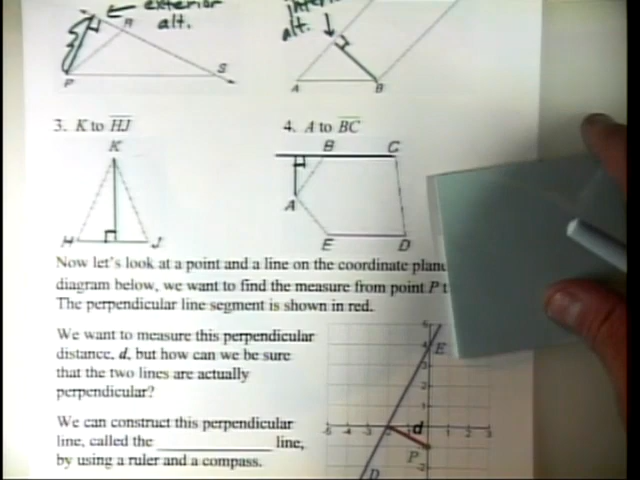 exterior
alt.
alt.
R
P
S
A
B
3. K to HJ
4. A to BC
K
H
J
B
C
A
E
D
Now let's look at a point and a line on the coordinate plane
diagram below, we want to find the measure from point P t
The perpendicular line segment is shown in red.
We want to measure this perpendicular
distance, d, but how can we be sure
that the two lines are actually
perpendicular?
We can construct this perpendicular
line, called the ____________ line,
by using a ruler and a compass.
E
d
P
D